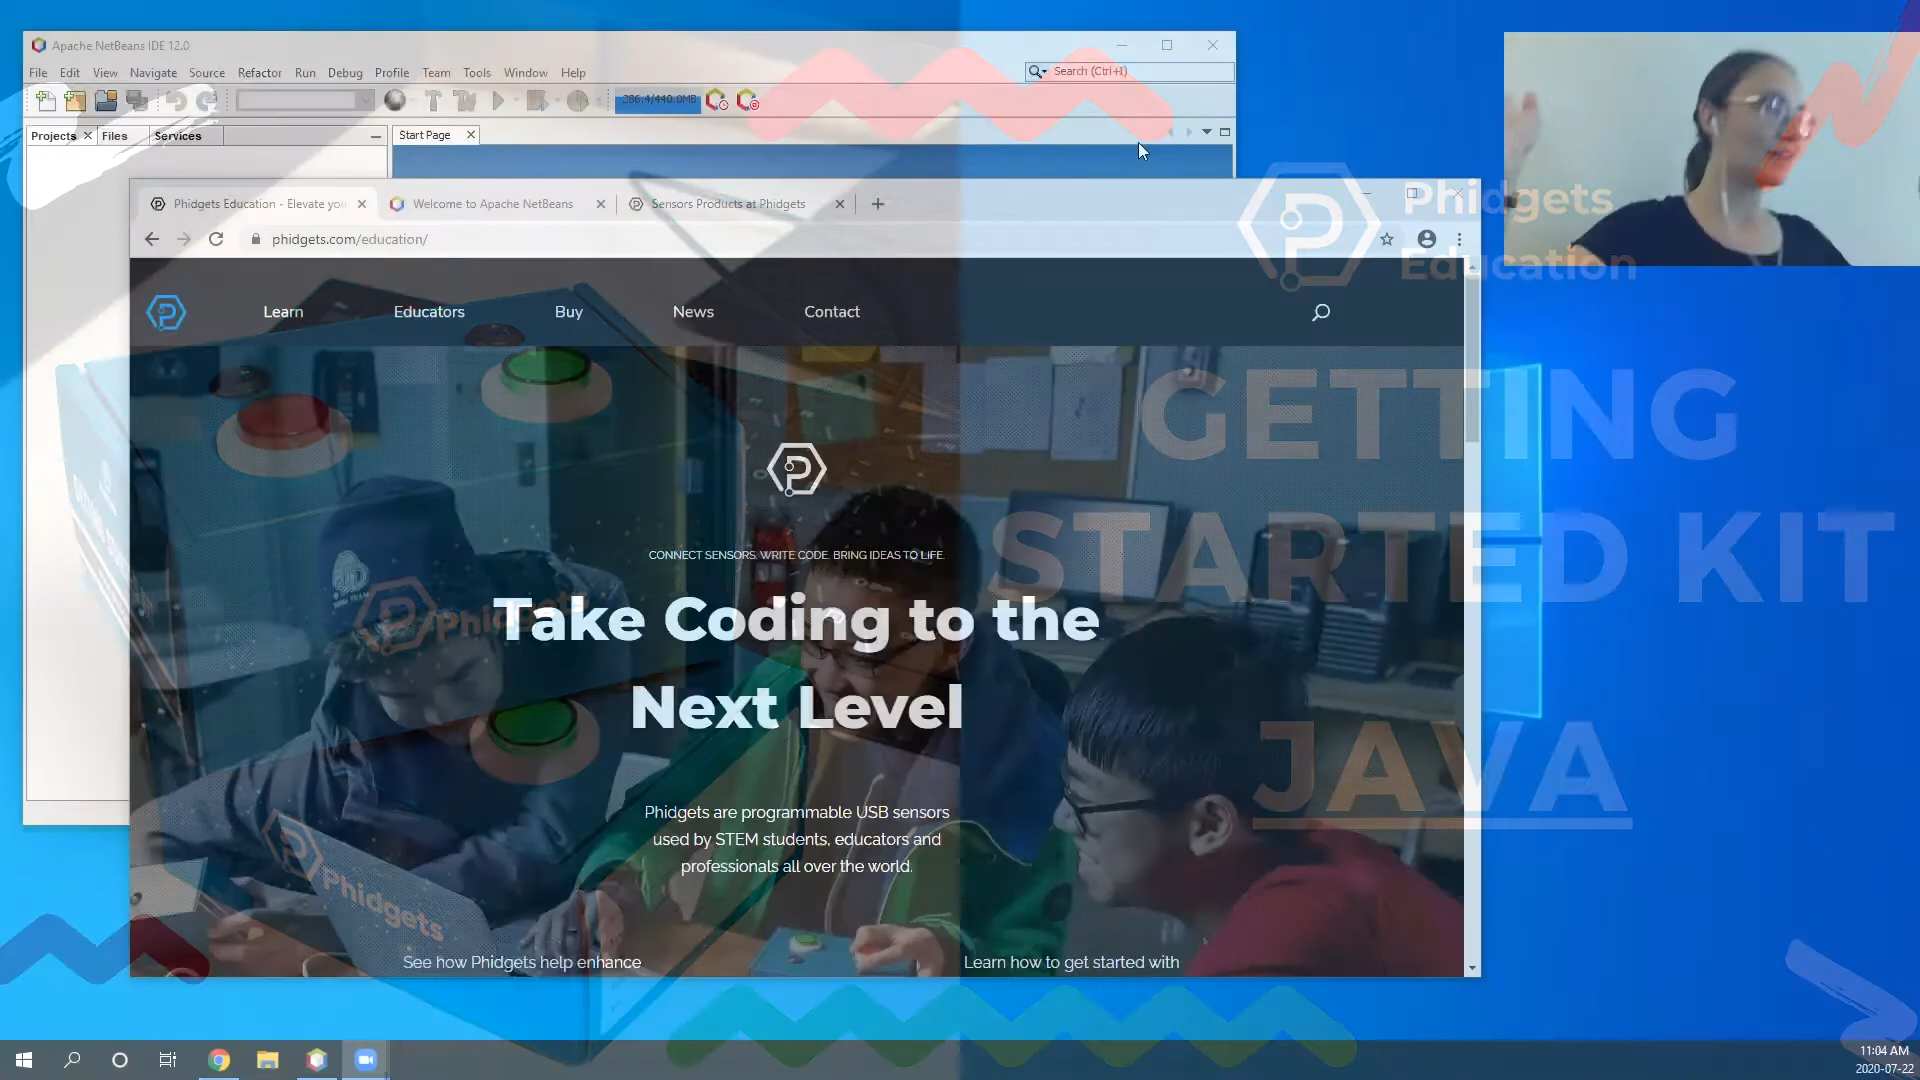 Apache NetBeans IDE 12.0
File Edit View Navigate Source Refactor Run Debug Profile Team Tools Window Help
Search (Ctrl+I)
286.4/440.0MB
Projects Files Services
Start Page
Phidgets Education - Elevate you
Welcome to Apache NetBeans
Sensors Products at Phidgets
phidgets.com/education/
Phidgets
Education
Learn Educators Buy News Contact
GETTING
STARTED KIT
JAVA
CONNECT SENSORS. WRITE CODE. BRING IDEAS TO LIFE.
Take Coding to the
Next Level
Phidgets are programmable USB sensors
used by STEM students, educators and
professionals all over the world.
Phidgets
See how Phidgets help enhance
Learn how to get started with
11:04 AM
2020-07-22